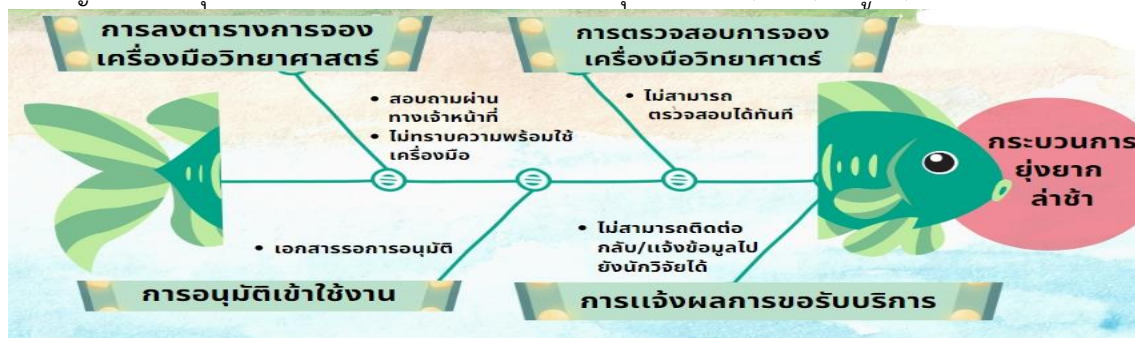 การลงตารางการจอง
เครื่องมือวิทยาศาสตร์
การตรวจสอบการจอง
เครื่องมือวิทยาศาตร์
• สอบถามผ่าน
ทางเจ้าหน้าที่
• ไม่ทราบความพร้อมใช้
เครื่องมือ
• ไม่สามารถ
ตรวจสอบได้ทันที
กระบวนการ
ยุ่งยาก
ล่าช้า
• เอกสารรอการอนุมัติ
• ไม่สามารถติดต่อ
กลับ/แจ้งข้อมูลไป
ยังนักวิจัยได้
การอนุมัติเข้าใช้งาน
การแจ้งผลการขอรับบริการ